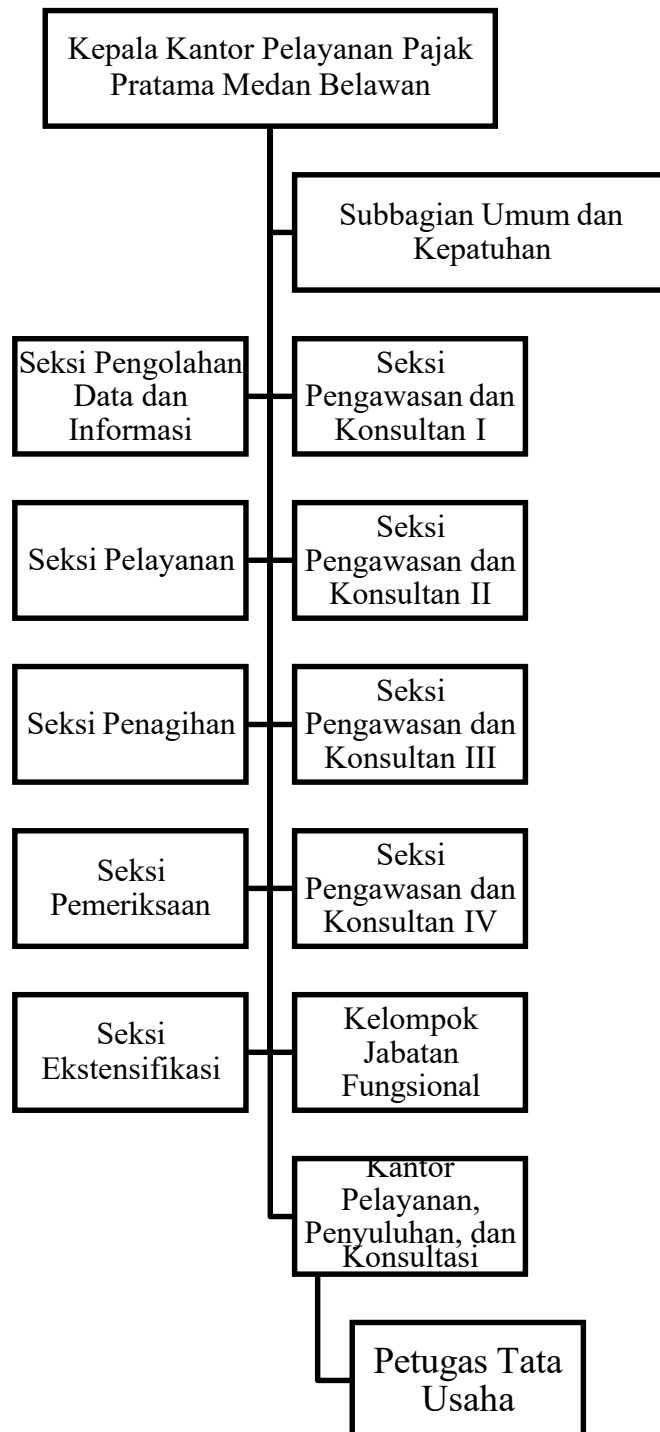 Kepala Kantor Pelayanan Pajak
Pratama Medan Belawan
Subbagian Umum dan
Kepatuhan
Seksi Pengolahan
Data dan
Informasi
Seksi
Pengawasan dan
Konsultan I
Seksi Pelayanan
Seksi
Pengawasan dan
Konsultan II
Seksi Penagihan
Seksi
Pengawasan dan
Konsultan III
Seksi
Pemeriksaan
Seksi
Pengawasan dan
Konsultan IV
Seksi
Ekstensifikasi
Kelompok
Jabatan
Fungsional
Kantor
Pelayanan,
Penyuluhan, dan
Konsultasi
Petugas Tata
Usaha